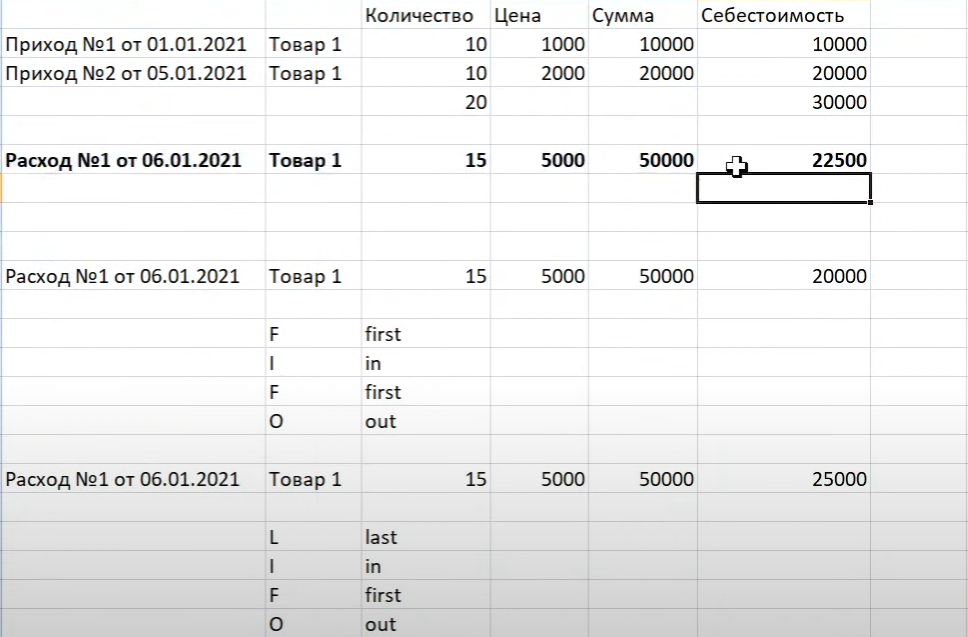 Количество Цена Сумма Себестоимость
Приход №1 от 01.01.2021 Товар 1 10 1000 10000 10000
Приход №2 от 05.01.2021 Товар 1 10 2000 20000 20000
20 30000
Расход №1 от 06.01.2021 Товар 1 15 5000 50000 22500
Расход №1 от 06.01.2021 Товар 1 15 5000 50000 20000
F first
I in
F first
O out
Расход №1 от 06.01.2021 Товар 1 15 5000 50000 25000
L last
I in
F first
O out